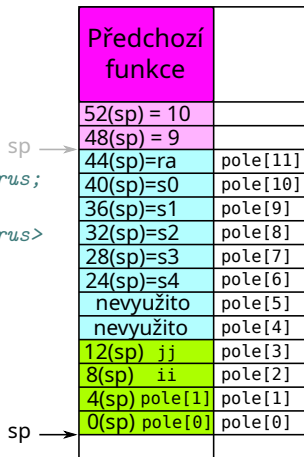 Předchozí
funkce
52(sp) = 10
sp 48(sp) = 9
44(sp)=ra pole[11]
rus; 40(sp)=s0 pole[10]
36(sp)=s1 pole[9]
rus> 32(sp)=s2 pole[8]
28(sp)=s3 pole[7]
24(sp)=s4 pole[6]
nevyužito pole[5]
nevyužito pole[4]
12(sp) jj pole[3]
8(sp) ii pole[2]
4(sp) pole[1] pole[1]
sp 0(sp) pole[0] pole[0]